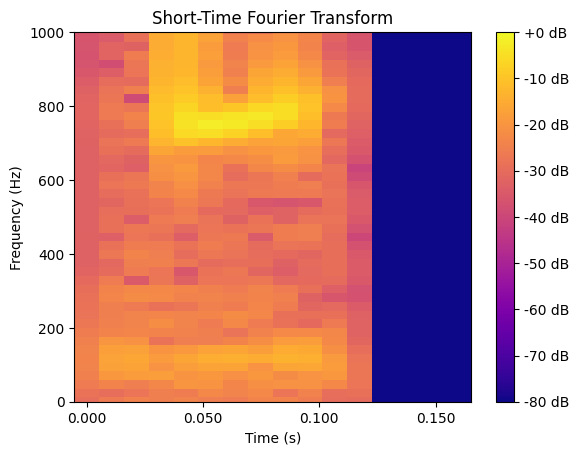 Short-Time Fourier Transform
1000
800
600
400
200
0
Frequency (Hz)
0.000
0.050
0.100
0.150
Time (s)
+0 dB
-10 dB
-20 dB
-30 dB
-40 dB
-50 dB
-60 dB
-70 dB
-80 dB